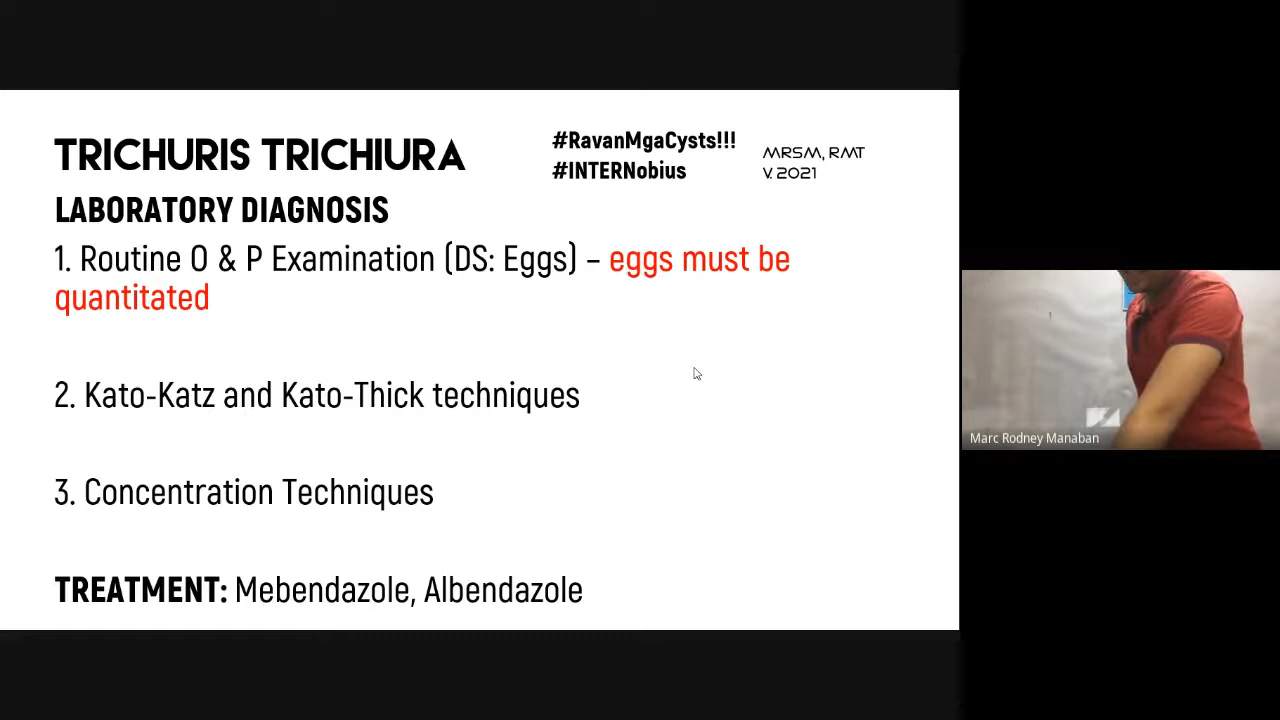 TRICHURIS TRICHIURA
#RavanMgaCysts!!!
#INTERNobius
MRSM, RMT
V. 2021
LABORATORY DIAGNOSIS
1. Routine O & P Examination (DS: Eggs) – eggs must be
quantitated
2. Kato-Katz and Kato-Thick techniques
3. Concentration Techniques
TREATMENT: Mebendazole, Albendazole
Marc Rodney Manaban